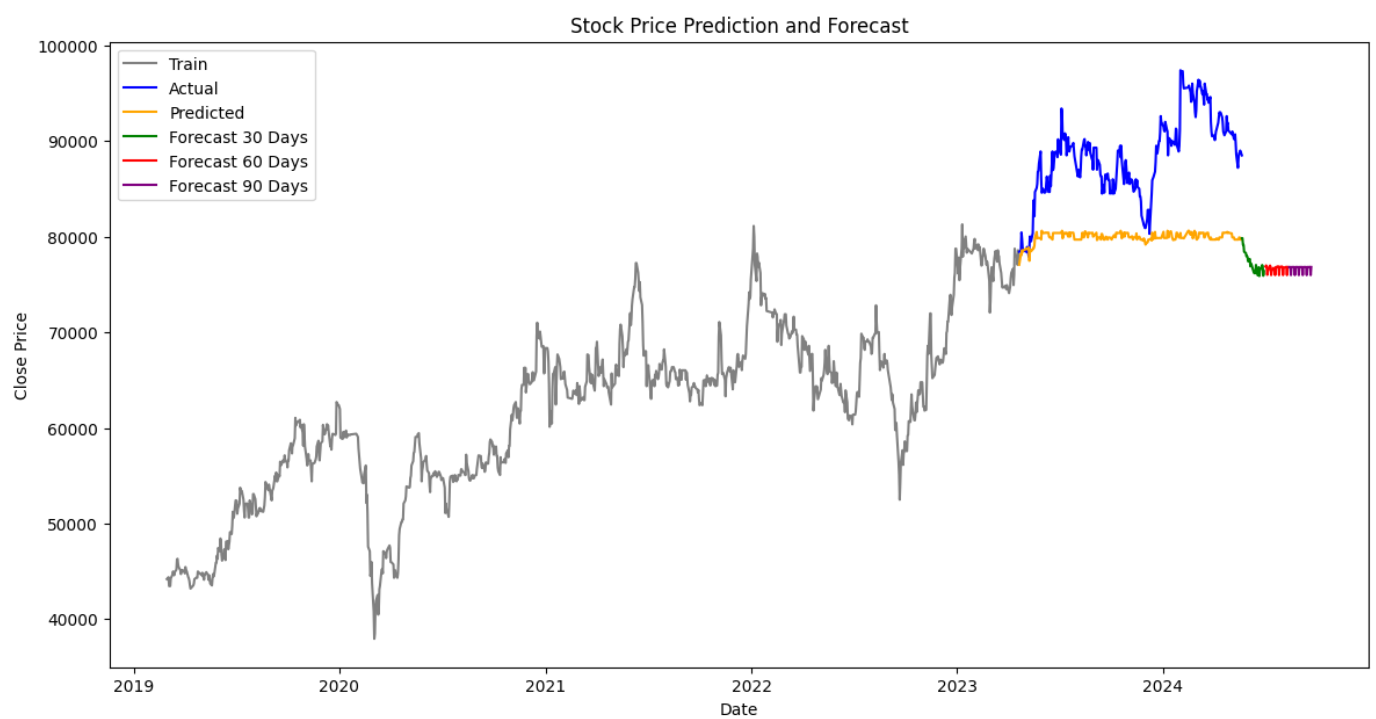 Stock Price Prediction and Forecast
100000
90000
80000
70000
60000
50000
40000
Close Price
Train
Actual
Predicted
Forecast 30 Days
Forecast 60 Days
Forecast 90 Days
2019
2020
2021
2022
2023
2024
Date